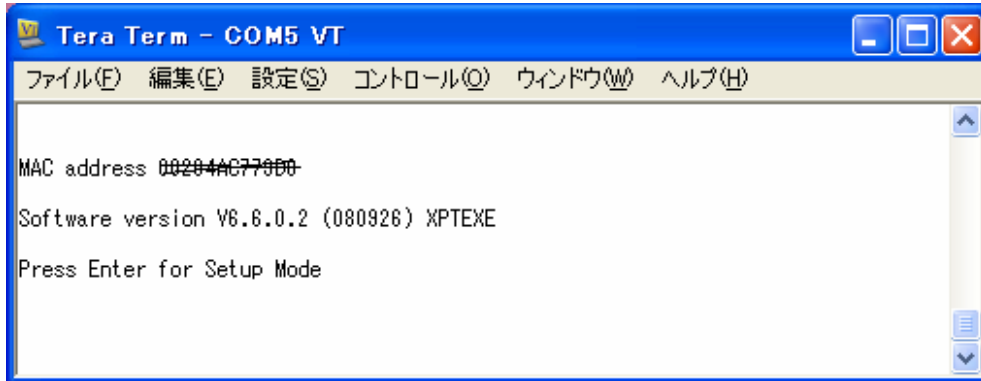 Tera Term - COM5 VT
ファイル(F) 編集(E) 設定(S) コントロール(O) ウィンドウ(W) ヘルプ(H)
MAC address
Software version V6.6.0.2 (080926) XPTEXE
Press Enter for Setup Mode